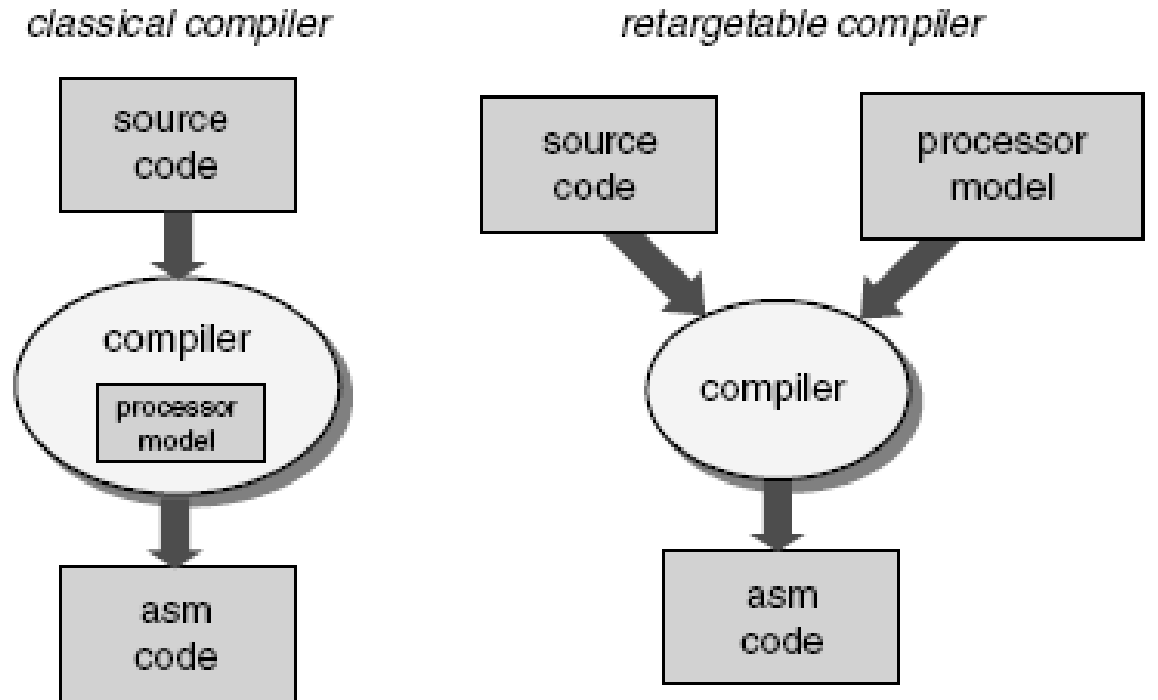 classical compiler
source
code
compiler
processor
model
asm
code
retargetable compiler
source
code
processor
model
compiler
asm
code